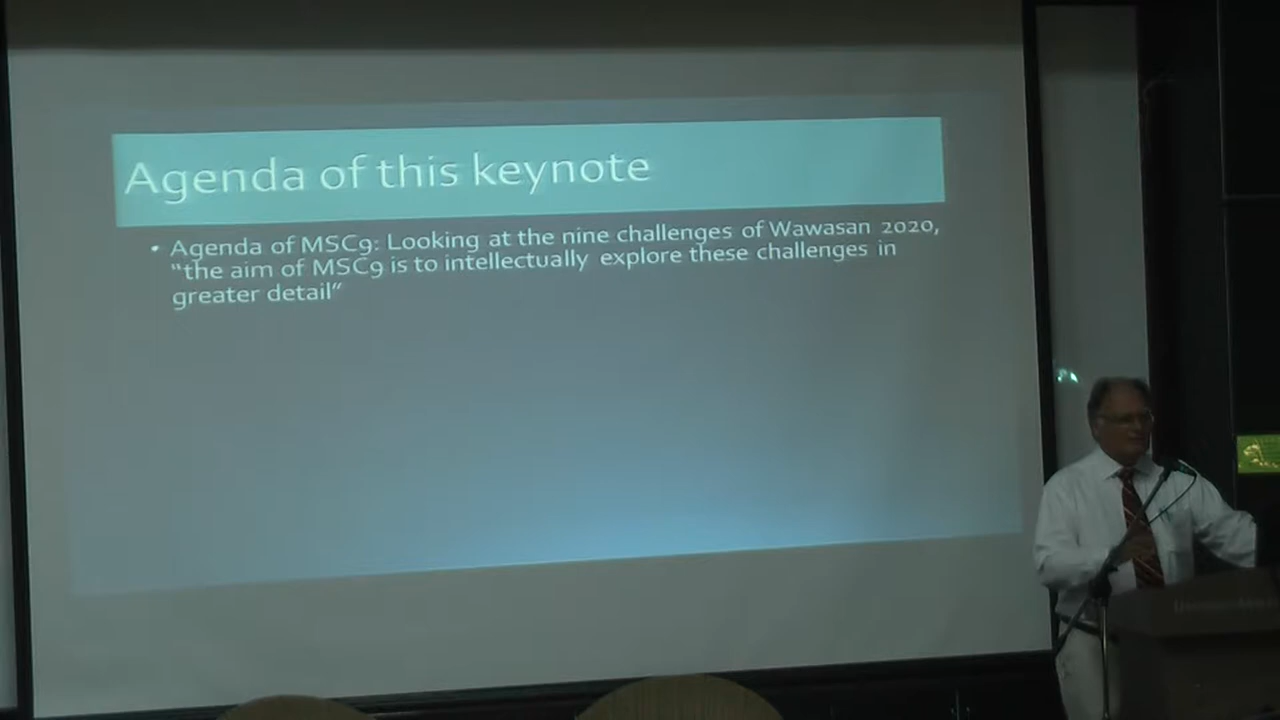 Agenda of this keynote
• Agenda of MSC9: Looking at the nine challenges of Wawasan 2020,
“the aim of MSC9 is to intellectually explore these challenges in
greater detail”